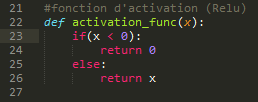 21 #fonction d'activation (Relu)
22 def activation_func(x):
23     if(x < 0):
24         return 0
25     else:
26         return x
27